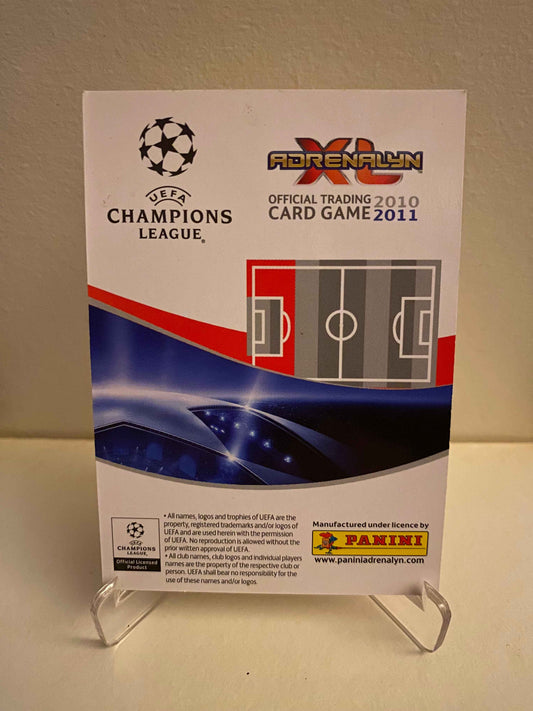 UEFA
CHAMPIONS
LEAGUE®
ADRENALYN XL
OFFICIAL TRADING 2010
CARD GAME 2011
• All names, logos and trophies of UEFA are the
property, registered trademarks and/or logos of
UEFA and are used herein with the permission
of UEFA. No reproduction is allowed without the
prior written approval of UEFA.
• All club names, club logos and individual players
names are the property of the respective club or
person. UEFA shall bear no responsibility for the
use of these names and/or logos.
UEFA
CHAMPIONS
LEAGUE
Official Licensed
Product
Manufactured under licence by
PANINI
www.paniniadrenalyn.com